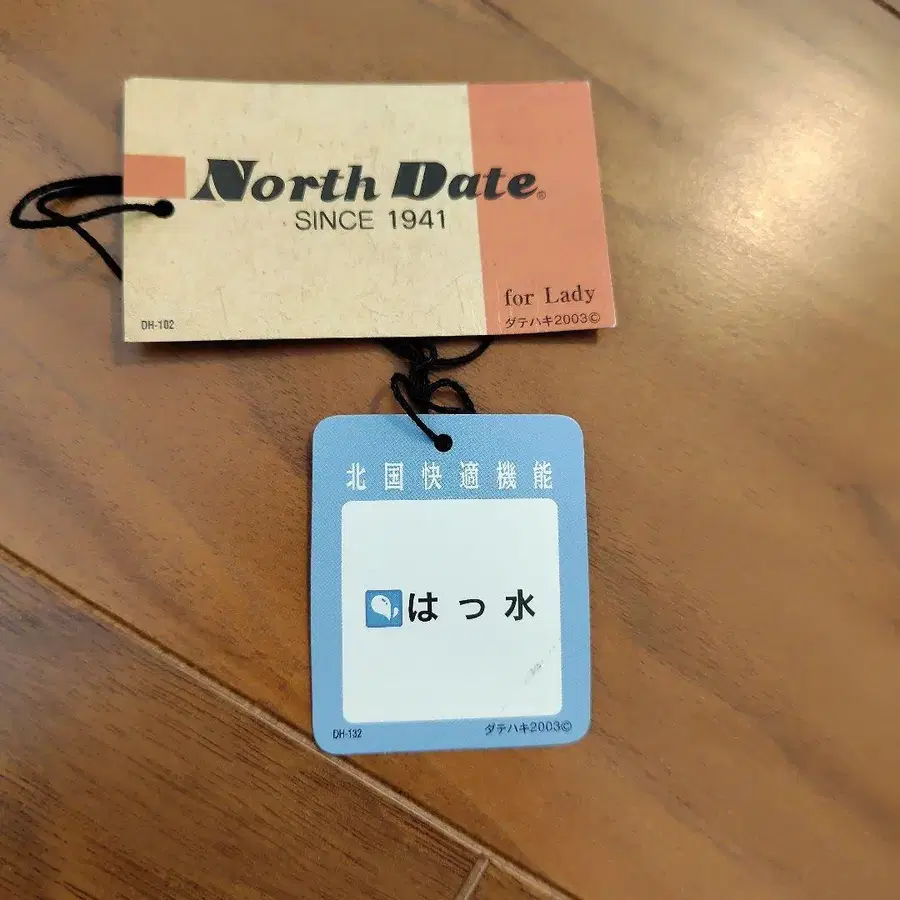 North Date®
SINCE 1941
for Lady
DH-102
ダテハキ2003©
北国快適機能
はっ水
DH-132
ダテハキ2003©